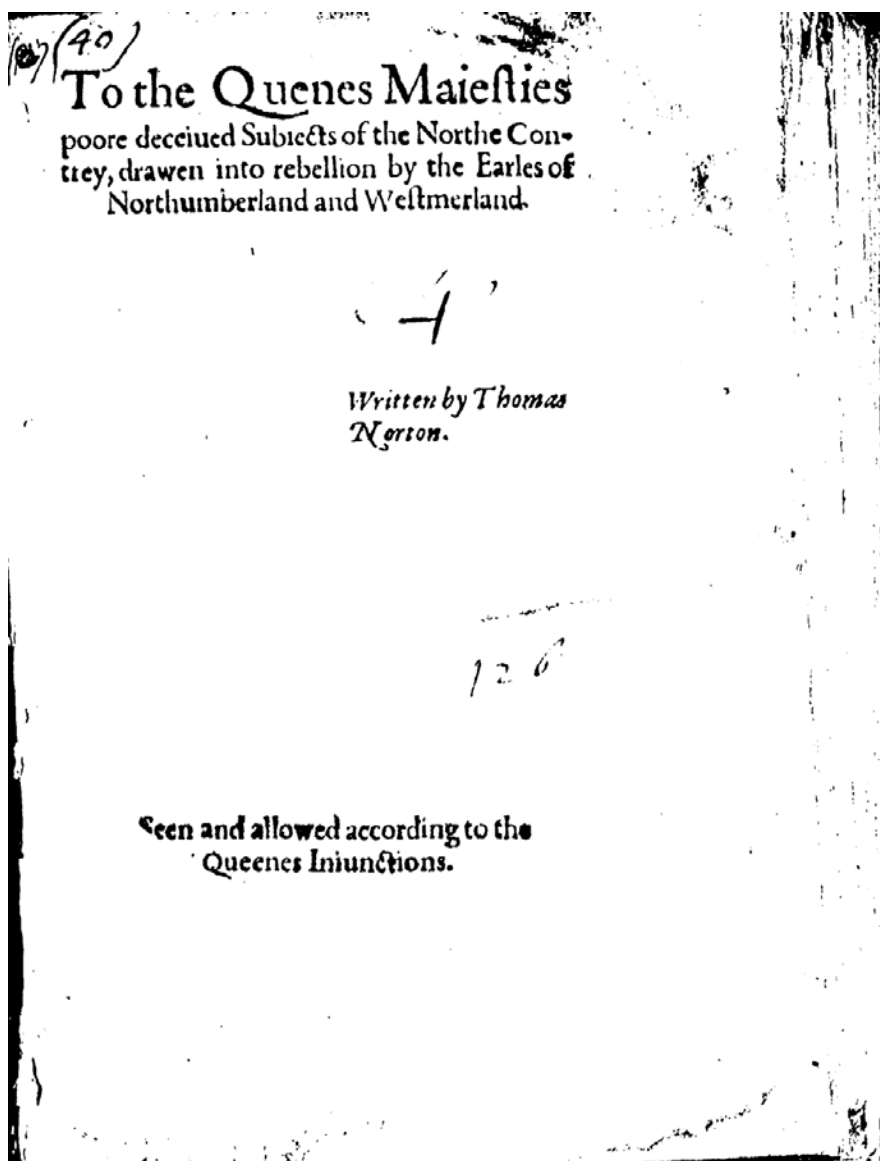 (40)
To the Quenes Maieſties
poore deceiued Subiects of the Northe Con-
trey, drawen into rebellion by the Earles of
Northumberland and Weſtmerland.
Written by Thomas
Norton.
126
Seen and allowed according to the
Queenes Iniunctions.